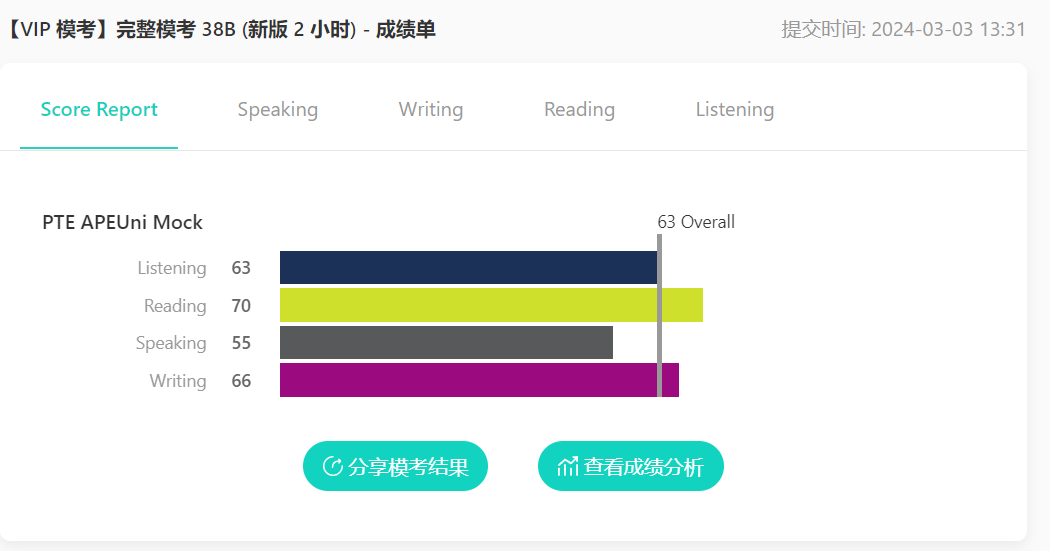 【VIP 模考】完整模考 38B (新版 2 小时) - 成绩单
提交时间: 2024-03-03 13:31
Score Report Speaking Writing Reading Listening
PTE APEUni Mock
63 Overall
Listening 63
Reading 70
Speaking 55
Writing 66
分享模考结果 查看成绩分析